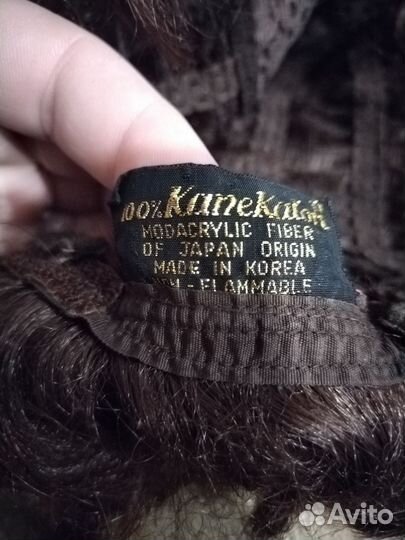 100% Kanekalon
MODACRYLIC FIBER
OF JAPAN ORIGIN
MADE IN KOREA
- FLAMMABLE
Avito